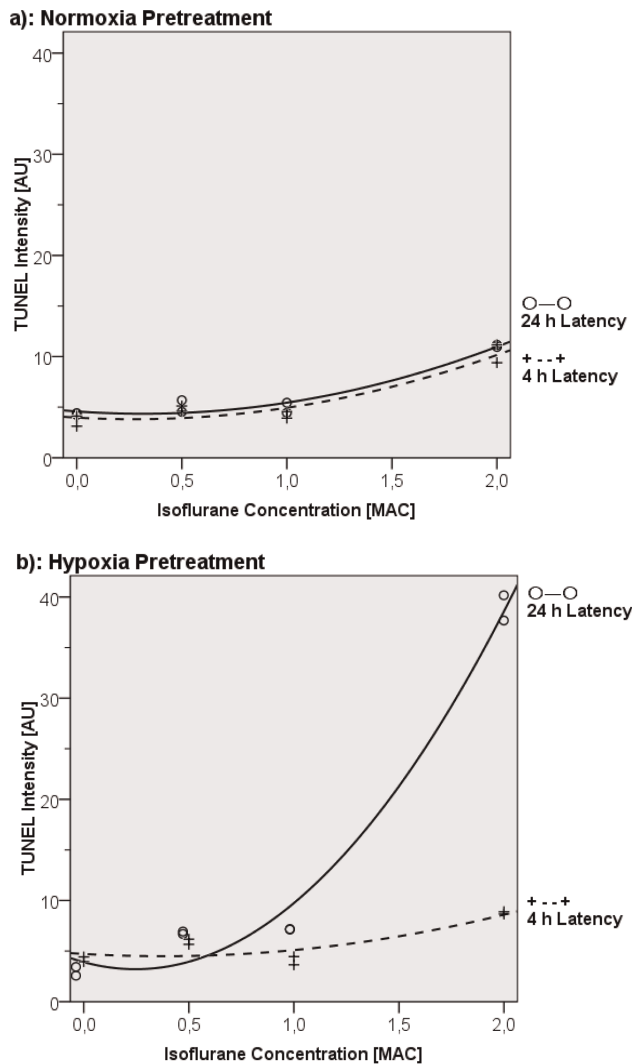 a): Normoxia Pretreatment
TUNEL Intensity [AU]
40
30
20
10
0
0,0 0,5 1,0 1,5 2,0
Isoflurane Concentration [MAC]
O—O
24 h Latency
+ - - +
4 h Latency
b): Hypoxia Pretreatment
TUNEL Intensity [AU]
40
30
20
10
0
0,0 0,5 1,0 1,5 2,0
Isoflurane Concentration [MAC]
O—O
24 h Latency
+ - - +
4 h Latency